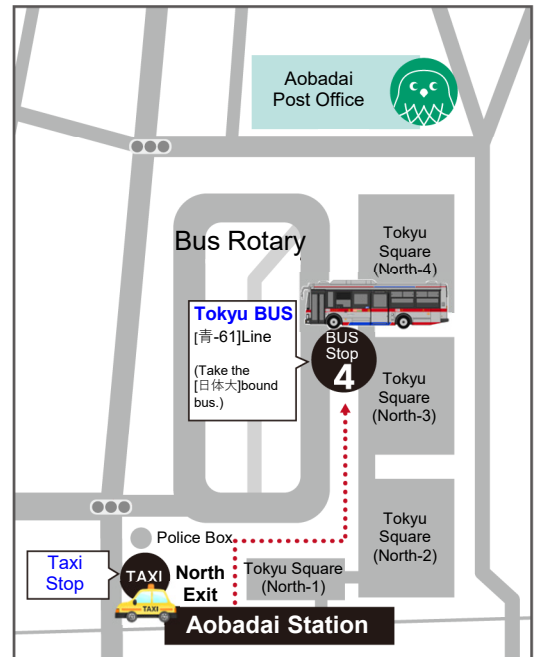 Aobadai
Post Office
Bus Rotary
Tokyu
Square
(North-4)
Tokyu BUS
[青-61]Line
(Take the
[日体大]bound
bus.)
BUS
Stop
4
Tokyu
Square
(North-3)
Tokyu
Square
(North-2)
Police Box
Taxi
Stop
TAXI
TAXI
North
Exit
Tokyu Square
(North-1)
Aobadai Station